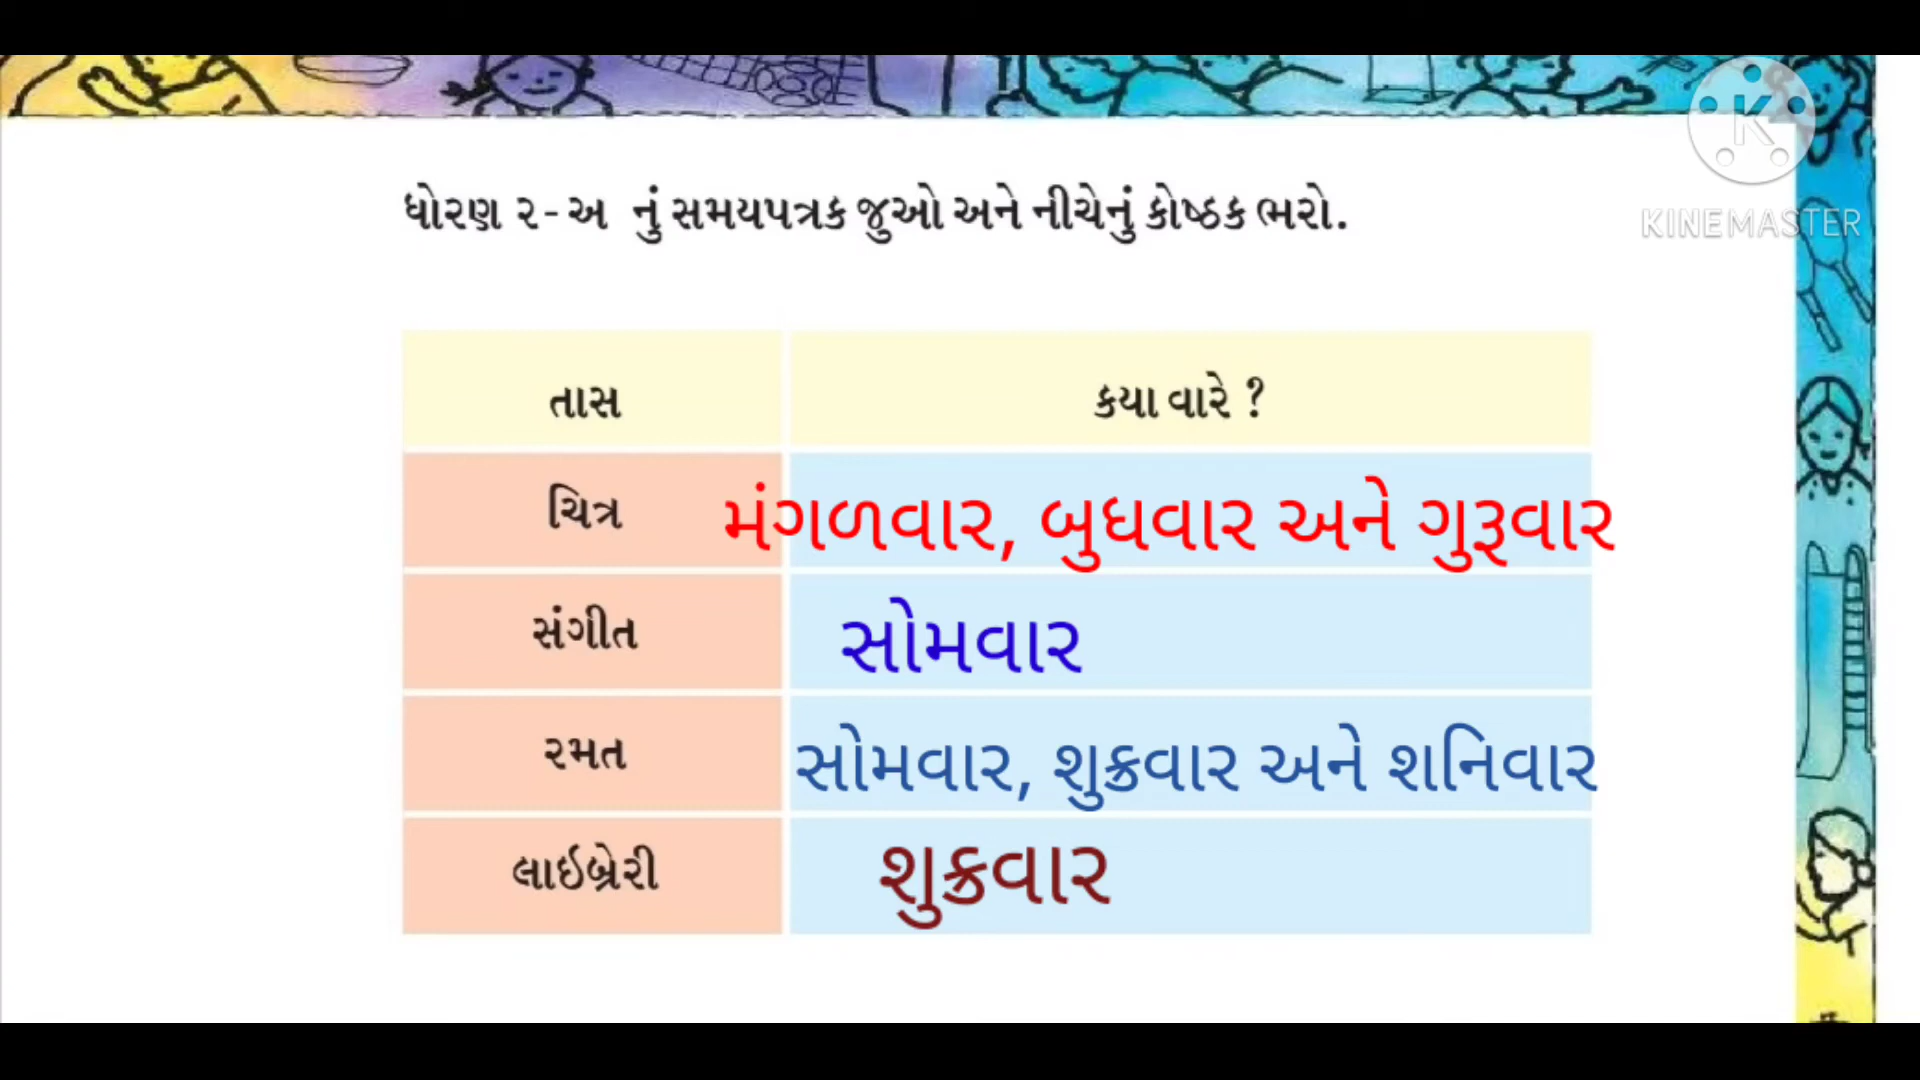 ધોરણ ૨-અ નું સમયપત્રક જુઓ અને નીચેનું કોષ્ઠક ભરો.
K
KINEMASTER
તાસ કયા વારે ?
ચિત્ર મંગળવાર, બુધવાર અને ગુરૂવાર
સંગીત સોમવાર
રમત સોમવાર, શુક્રવાર અને શનિવાર
લાઇબ્રેરી શુક્રવાર